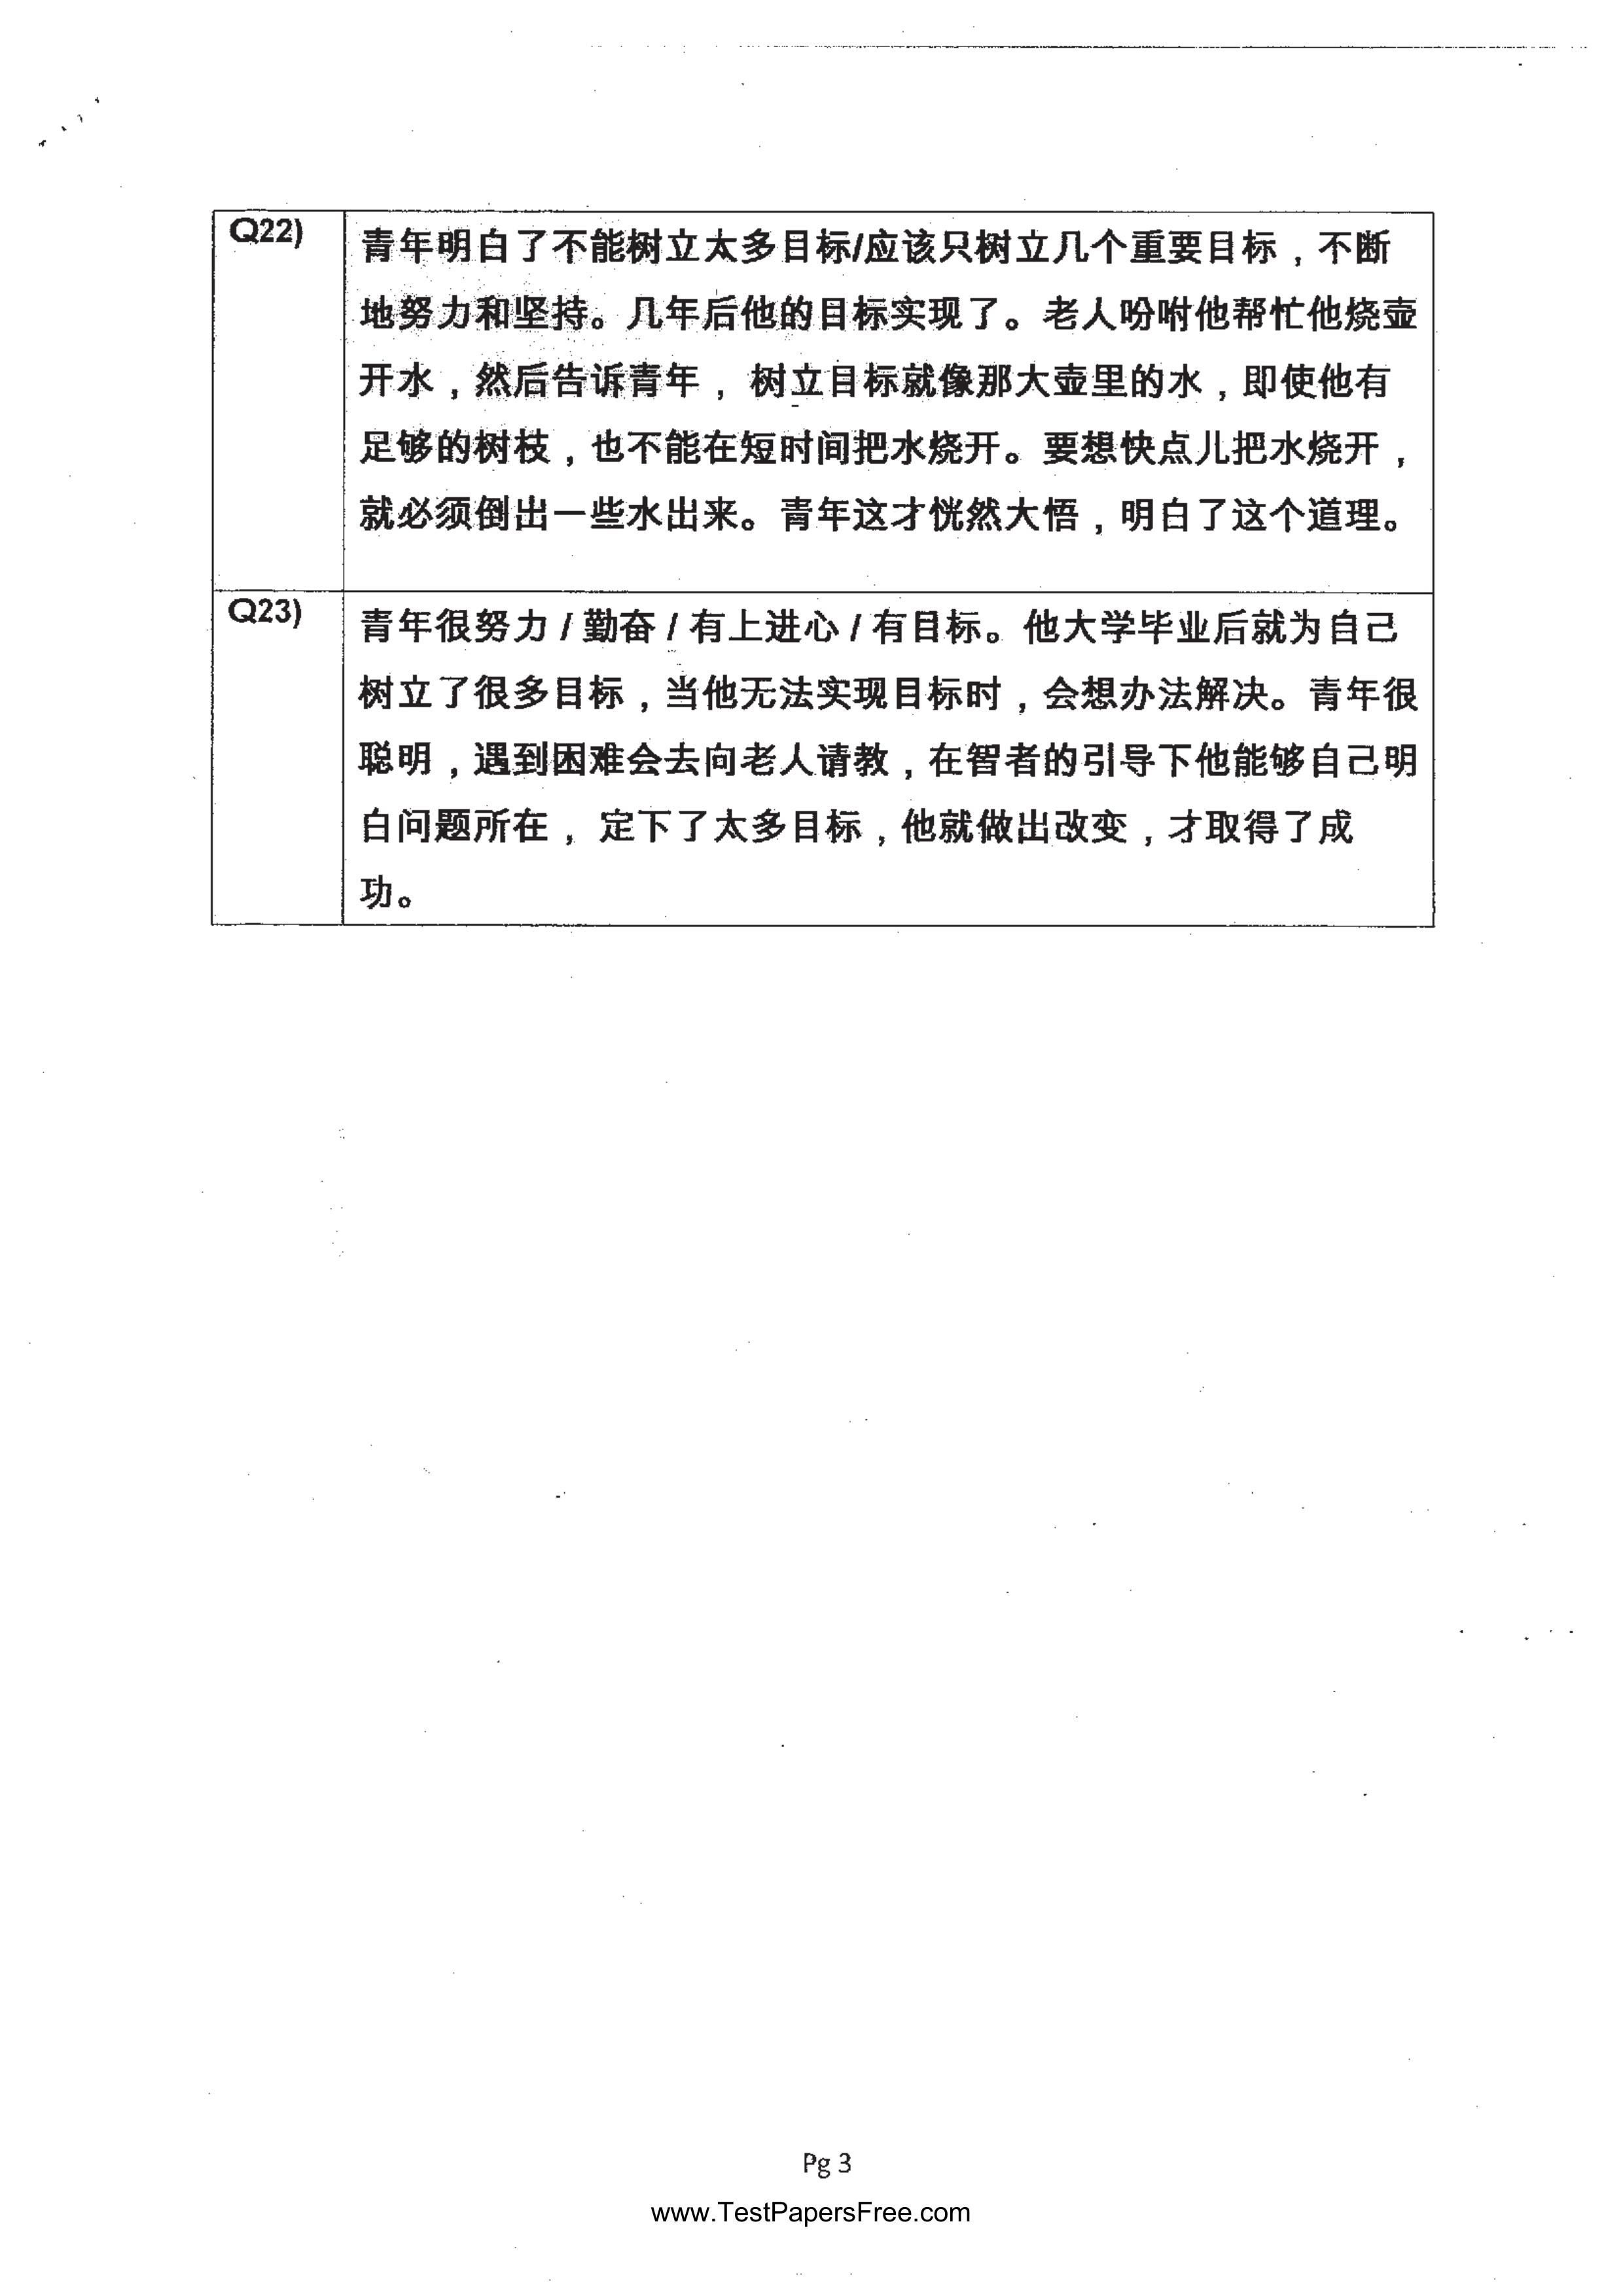 Q22)
青年明白了不能树立太多目标/应该只树立几个重要目标，不断
地努力和坚持。几年后他的目标实现了。老人吩咐他帮忙他烧壶
开水，然后告诉青年， 树立目标就像那大壶里的水，即使他有
足够的树枝，也不能在短时间把水烧开。要想快点儿把水烧开，
就必须倒出一些水出来。青年这才恍然大悟，明白了这个道理。
Q23)
青年很努力 / 勤奋 / 有上进心 / 有目标。他大学毕业后就为自己
树立了很多目标，当他无法实现目标时，会想办法解决。青年很
聪明，遇到困难会去向老人请教，在智者的引导下他能够自己明
白问题所在， 定下了太多目标，他就做出改变，才取得了成
功。
Pg 3
www.TestPapersFree.com